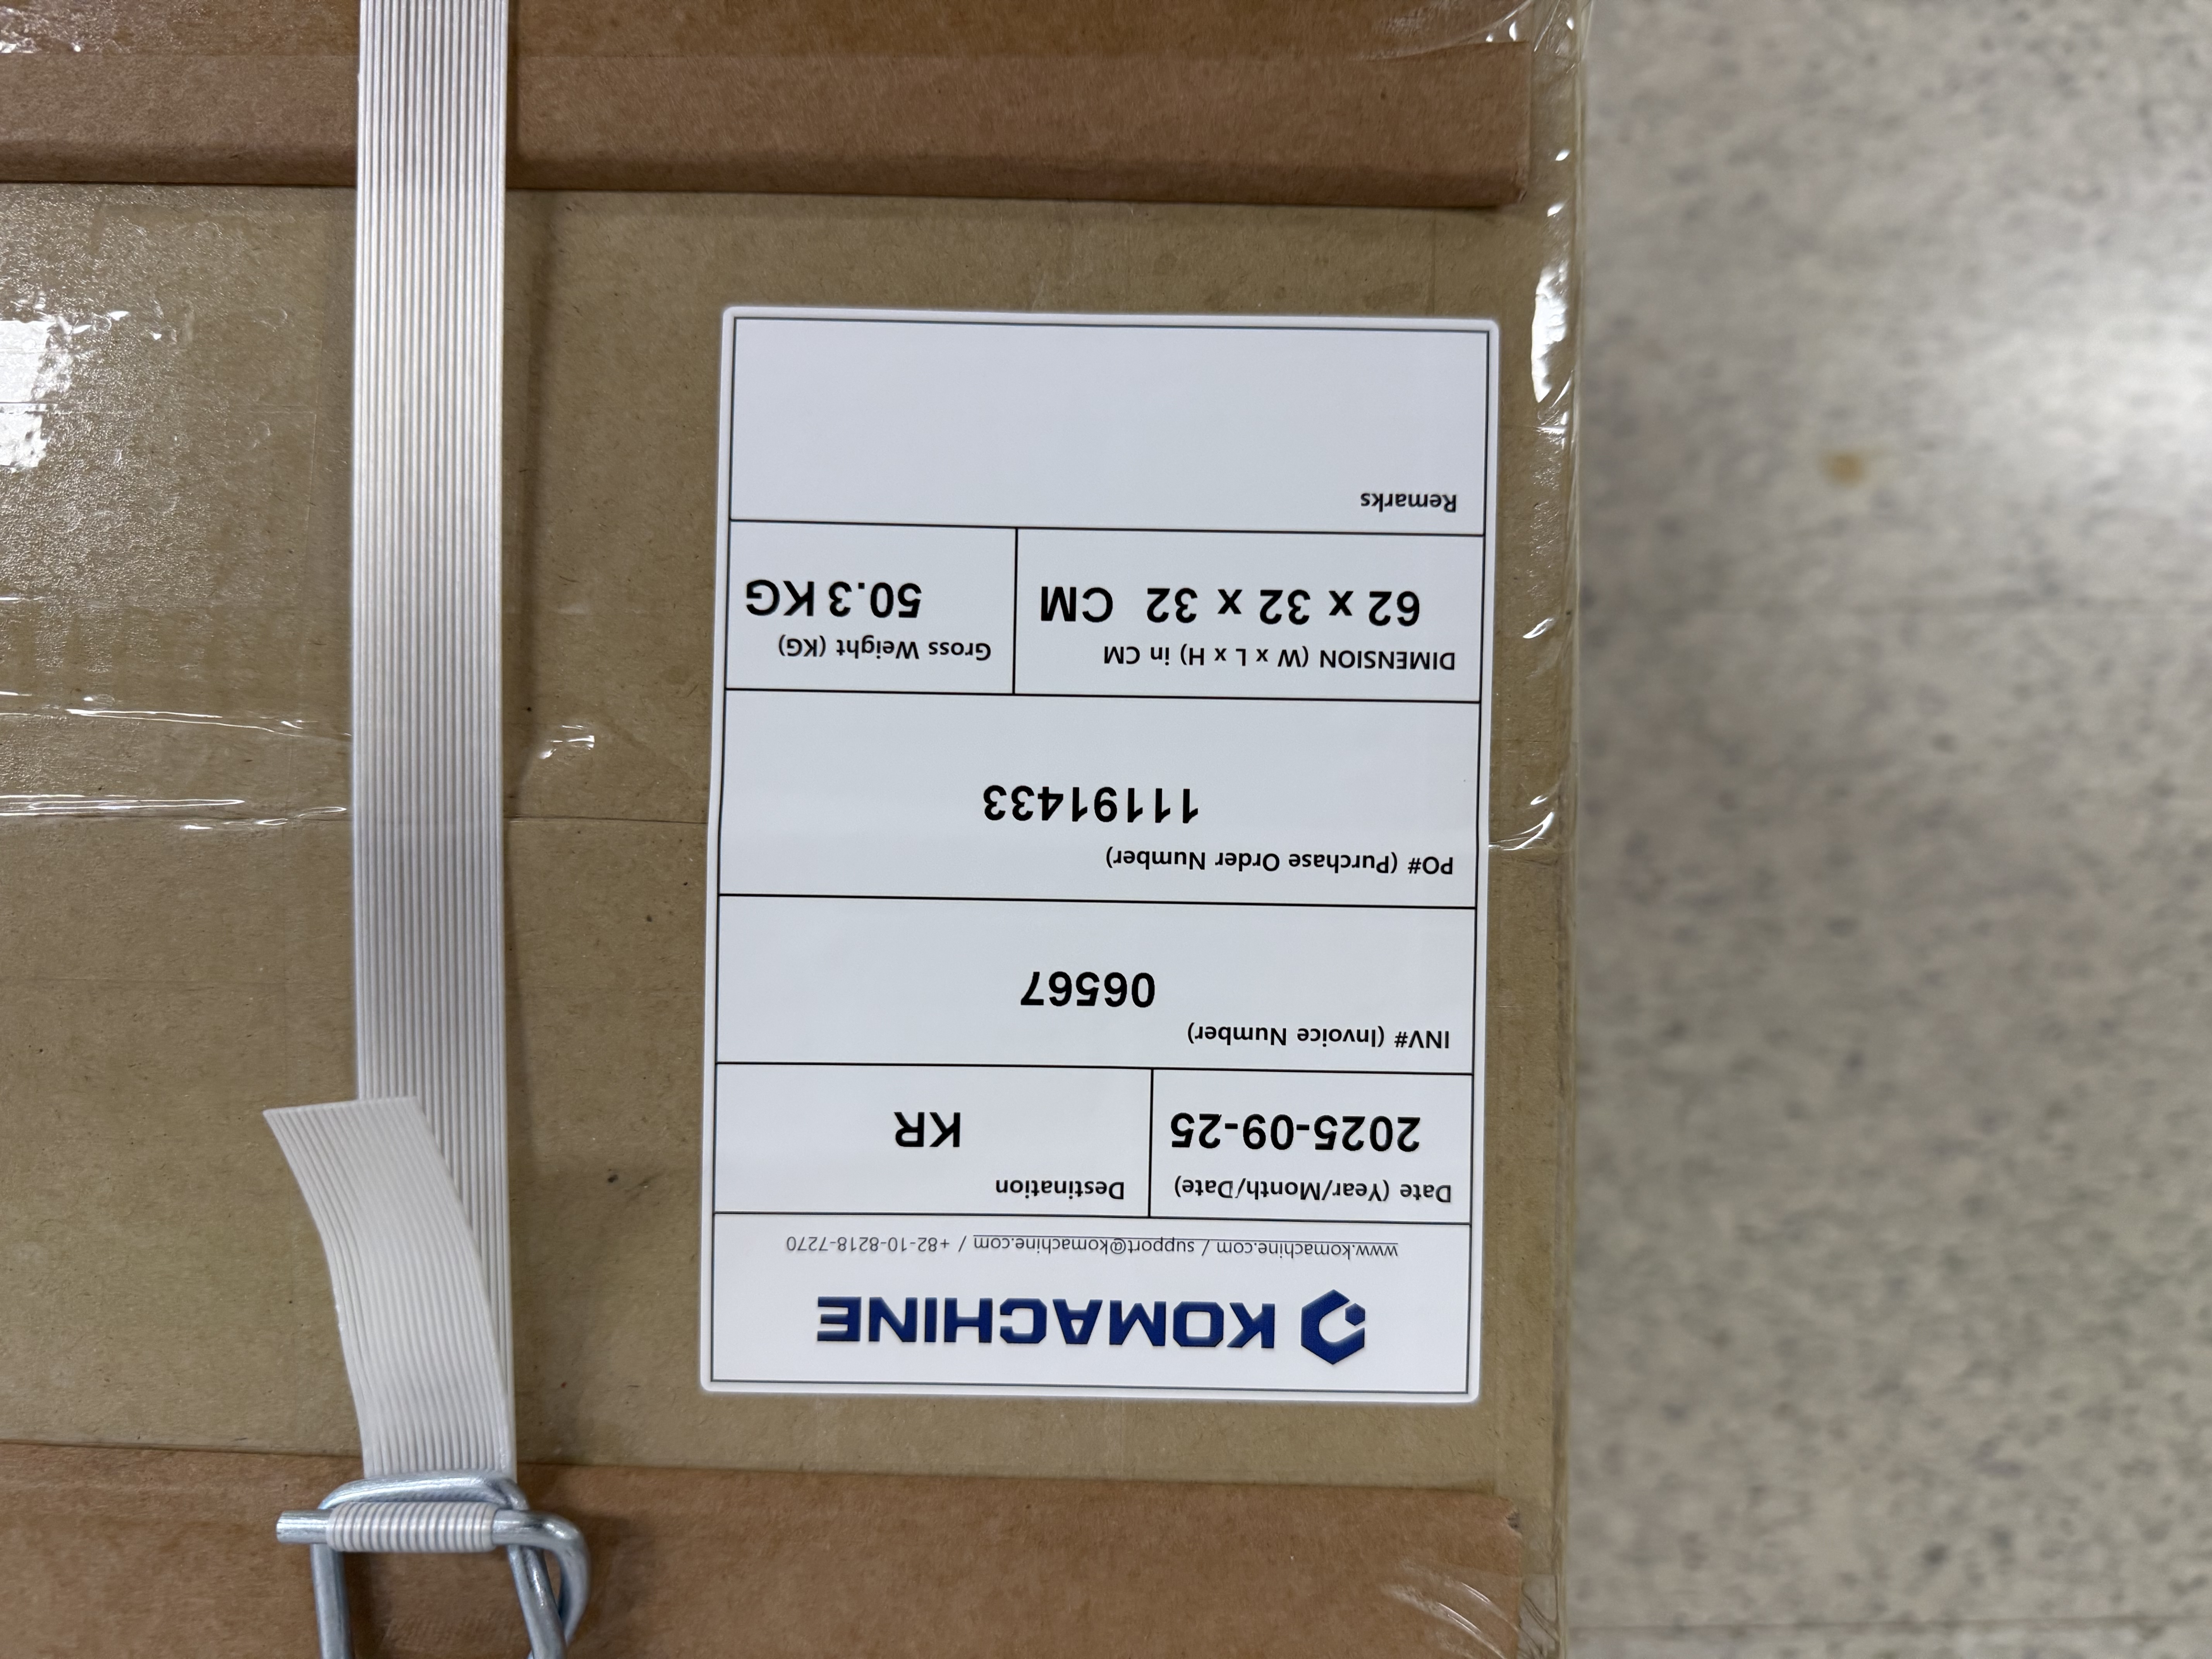 KOMACHINE
www.komachine.com / support@komachine.com / +82-10-8218-7270
Date (Year/Month/Date)
2025-09-25
Destination
KR
INV# (Invoice Number)
06567
PO# (Purchase Order Number)
11191433
DIMENSION (W x L x H) in CM
62 x 32 x 32 CM
Gross Weight (KG)
50.3 KG
Remarks